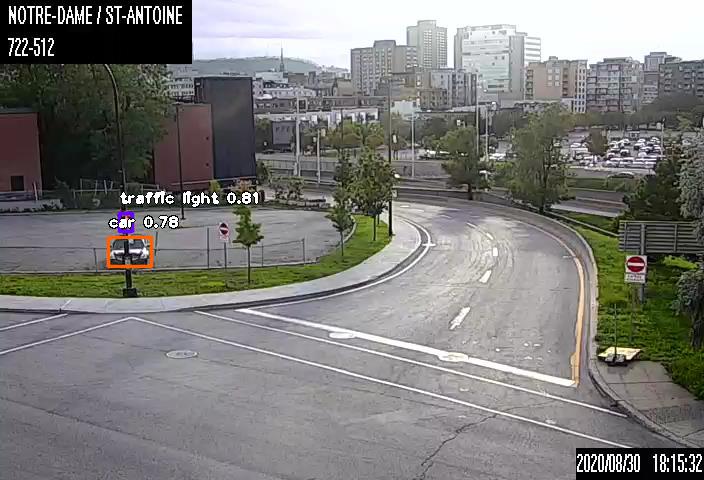 NOTRE-DAME / ST-ANTOINE
722-512
traffic light 0.81
car 0.78
2020/08/30 18:15:32